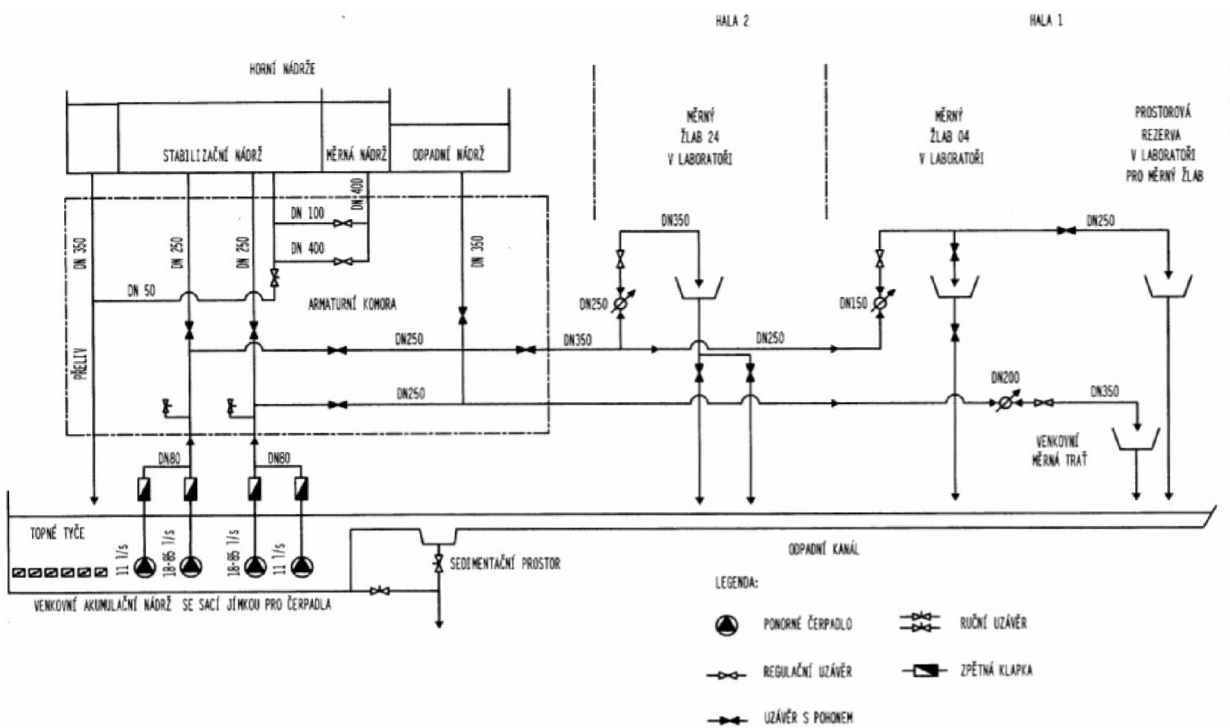 HALA 2
HALA 1
HORNÍ NÁDRŽE
MĚRNÝ
ŽLAB 24
V LABORATOŘI
MĚRNÝ
ŽLAB 04
V LABORATOŘI
PROSTOROVÁ
REZERVA
V LABORATOŘI
PRO MĚRNÝ ŽLAB
STABILIZAČNÍ NÁDRŽ
MĚRNÁ NÁDRŽ
ODPADNÍ NÁDRŽ
DN 350
DN 250
DN 250
DN 100
DN 400
DN 400
DN 350
DN 50
ARMATURNÍ KOMORA
PŘELIV
DN350
DN250
DN250
DN150
DN250
DN350
DN250
DN250
DN200
DN350
VENKOVNÍ
MĚRNÁ TRAŤ
DN80
DN80
TOPNÉ TYČE
11 l/s
18-85 l/s
18-85 l/s
11 l/s
SEDIMENTAČNÍ PROSTOR
ODPADNÍ KANÁL
VENKOVNÍ AKUMULAČNÍ NÁDRŽ SE SACÍ JÍMKOU PRO ČERPADLA
LEGENDA:
PONORNÉ ČERPADLO
RUČNÍ UZÁVĚR
REGULAČNÍ UZÁVĚR
ZPĚTNÁ KLAPKA
UZÁVĚR S POHONEM